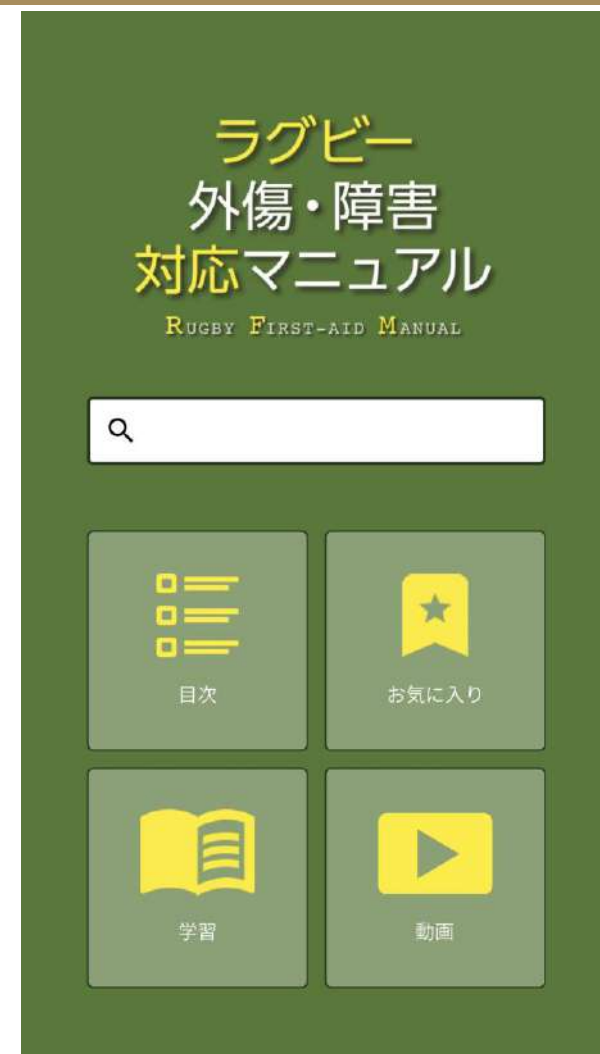 ラグビー
外傷・障害
対応マニュアル
RUGBY FIRST-AID MANUAL
目次
お気に入り
学習
動画